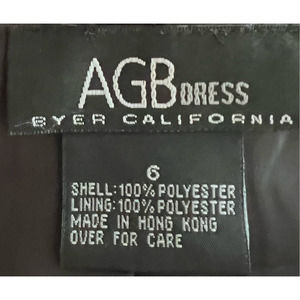 AGB DRESS
BYER CALIFORNIA
6
SHELL:100% POLYESTER
LINING:100% POLYESTER
MADE IN HONG KONG
OVER FOR CARE